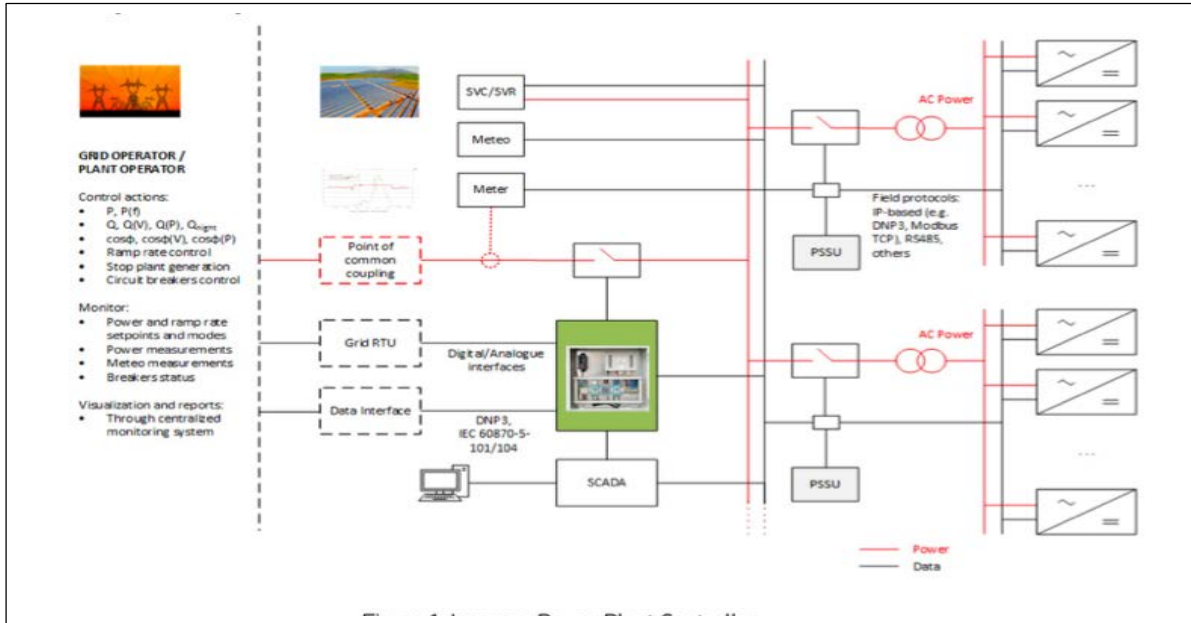 GRID OPERATOR /
PLANT OPERATOR
Control actions:
• P, P(f)
• Q, Q(V), Q(P), Qnight
• cosϕ, cosϕ(V), cosϕ(P)
• Ramp rate control
• Stop plant generation
• Circuit breakers control
Monitor:
• Power and ramp rate
setpoints and modes
• Power measurements
• Meteo measurements
• Breakers status
Visualization and reports:
• Through centralized
monitoring system
SVC/SVR
Meteo
Meter
Point of
common
coupling
Grid RTU
Data Interface
Digital/Analogue
interfaces
DNP3,
IEC 60870-5-
101/104
SCADA
AC Power
Field protocols:
IP-based (e.g.
DNP3, Modbus
TCP), RS485,
others
PSSU
...
AC Power
PSSU
...
Power
Data